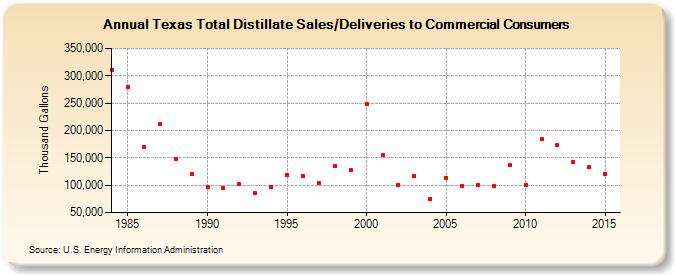 Annual Texas Total Distillate Sales/Deliveries to Commercial Consumers
Thousand Gallons
350,000
300,000
250,000
200,000
150,000
100,000
50,000
1985 1990 1995 2000 2005 2010 2015
Source: U.S. Energy Information Administration